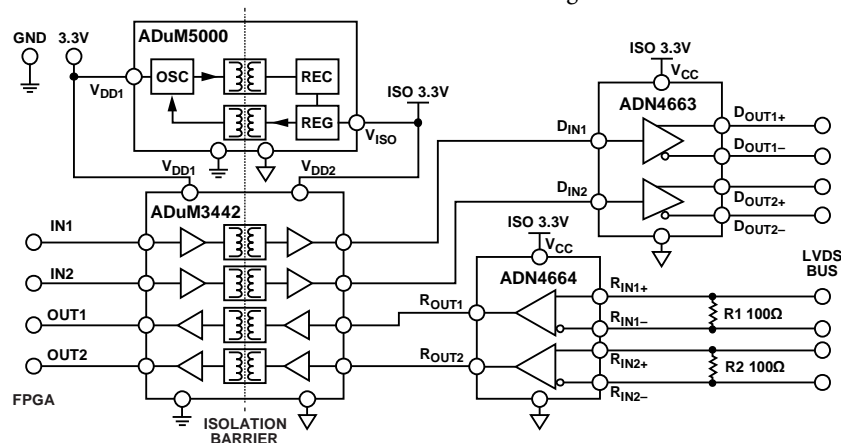 GND 3.3V
ADuM5000
OSC
REC
REG
VDD1
VISO
ISO 3.3V
VDD1
VDD2
ADuM3442
IN1
IN2
OUT1
OUT2
FPGA
ISOLATION
BARRIER
ISO 3.3V
VCC
ADN4663
DIN1
DIN2
DOUT1+
DOUT1–
DOUT2+
DOUT2–
ISO 3.3V
VCC
ADN4664
ROUT1
ROUT2
RIN1+
RIN1–
RIN2+
RIN2–
R1 100Ω
R2 100Ω
LVDS
BUS